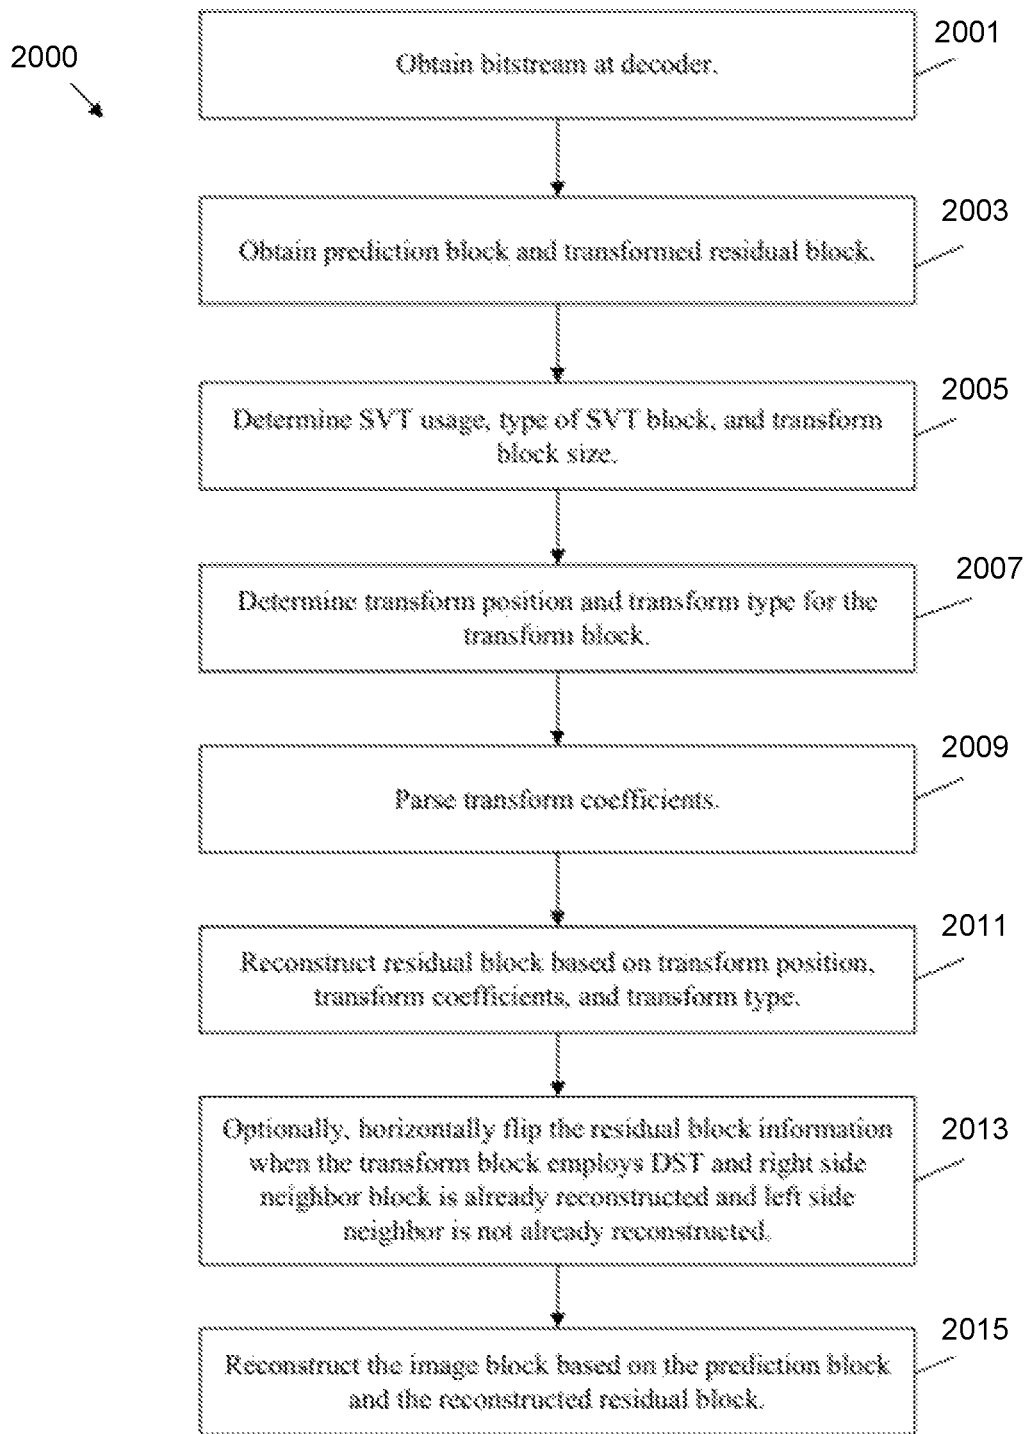 2000
2001
Obtain bitstream at decoder.
2003
Obtain prediction block and transformed residual block.
2005
Determine SVT usage, type of SVT block, and transform
block size.
2007
Determine transform position and transform type for the
transform block.
2009
Parse transform coefficients.
2011
Reconstruct residual block based on transform position,
transform coefficients, and transform type.
2013
Optionally, horizontally flip the residual block information
when the transform block employs DST and right side
neighbor block is already reconstructed and left side
neighbor is not already reconstructed.
2015
Reconstruct the image block based on the prediction block
and the reconstructed residual block.